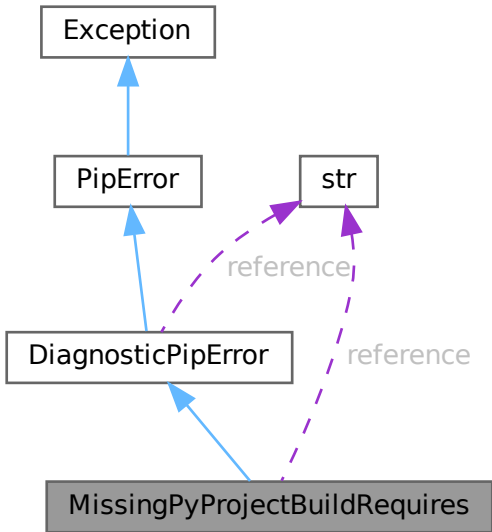 Exception
PipError
str
reference
DiagnosticPipError
reference
MissingPyProjectBuildRequires